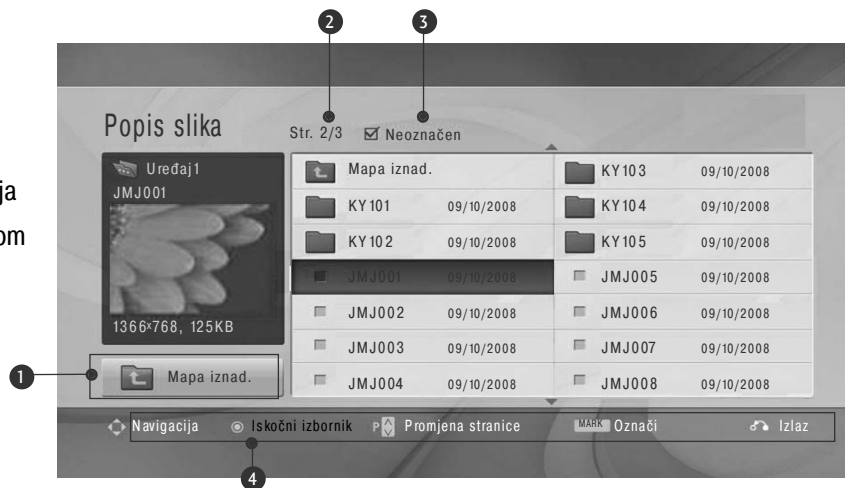 2 3
Popis slika Str. 2/3 Neoznačen
Uređaj1
JMJ001
1366x768, 125KB
1 Mapa iznad.
Mapa iznad.
KY101 09/10/2008
KY102 09/10/2008
JMJ001 09/10/2008
JMJ002 09/10/2008
JMJ003 09/10/2008
JMJ004 09/10/2008
KY103 09/10/2008
KY104 09/10/2008
KY105 09/10/2008
JMJ005 09/10/2008
JMJ006 09/10/2008
JMJ007 09/10/2008
JMJ008 09/10/2008
Navigacija Iskočni izbornik P Promjena stranice MARK Označi Izlaz
4
ja
om